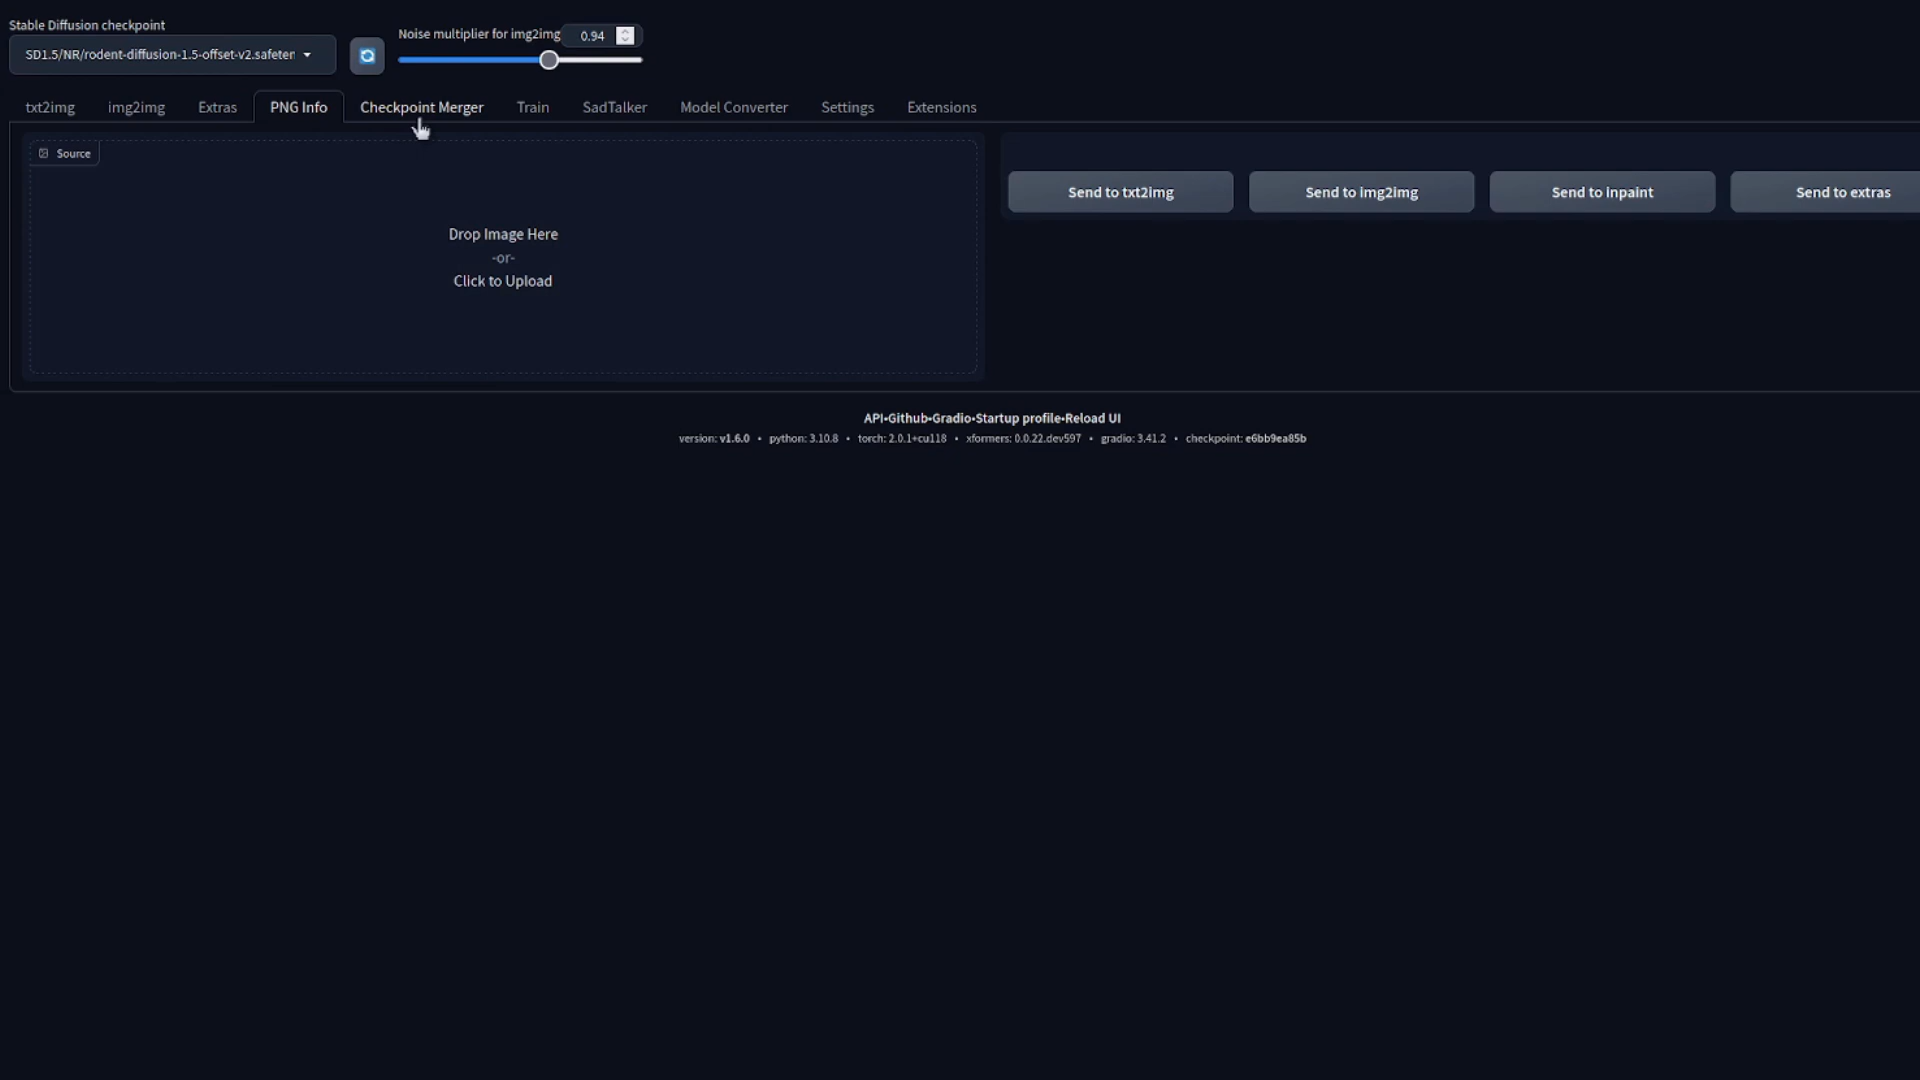 Stable Diffusion checkpoint
SD1.5/NR/rodent-diffusion-1.5-offset-v2.safeter
Noise multiplier for img2img 0.94
txt2img img2img Extras PNG Info Checkpoint Merger Train SadTalker Model Converter Settings Extensions
Source
Drop Image Here
-or-
Click to Upload
Send to txt2img Send to img2img Send to inpaint Send to extras
API•Github•Gradio•Startup profile•Reload UI
version: v1.6.0 • python: 3.10.8 • torch: 2.0.1+cu118 • xformers: 0.0.22.dev597 • gradio: 3.41.2 • checkpoint: e6bb9ea85b